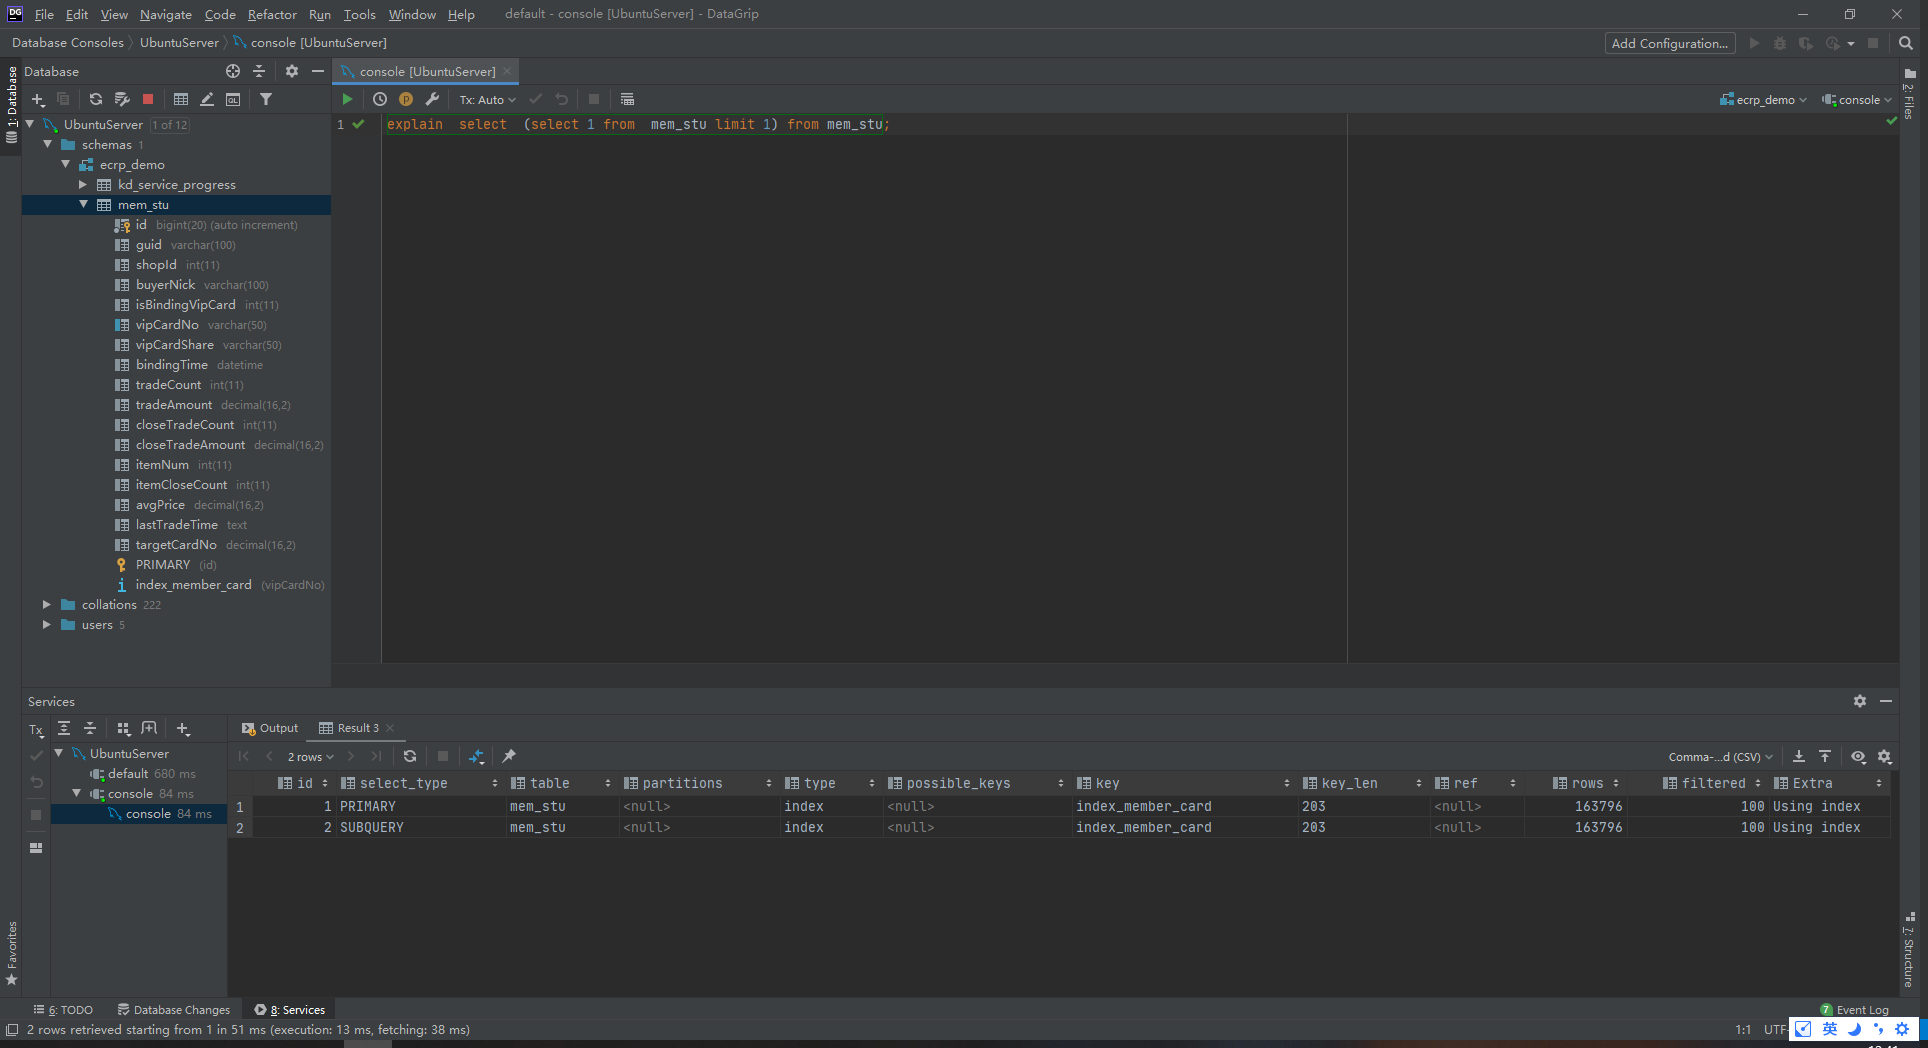 File Edit View Navigate Code Refactor Run Tools Window Help default - console [UbuntuServer] - DataGrip
Database Consoles UbuntuServer console [UbuntuServer] Add Configuration...
Database
console [UbuntuServer]
Tx: Auto ecrp_demo console
1: Database
2: Files
UbuntuServer 1 of 12
schemas 1
ecrp_demo
kd_service_progress
mem_stu
id bigint(20) (auto increment)
guid varchar(100)
shopId int(11)
buyerNick varchar(100)
isBindingVipCard int(11)
vipCardNo varchar(50)
vipCardShare varchar(50)
bindingTime datetime
tradeCount int(11)
tradeAmount decimal(16,2)
closeTradeCount int(11)
closeTradeAmount decimal(16,2)
itemNum int(11)
itemCloseCount int(11)
avgPrice decimal(16,2)
lastTradeTime text
targetCardNo decimal(16,2)
PRIMARY (id)
index_member_card (vipCardNo)
collations 222
users 5
1 explain select (select 1 from mem_stu limit 1) from mem_stu;
Services
Tx
UbuntuServer
default 680 ms
console 84 ms
console 84 ms
Output Result 3
2 rows Comma-...d (CSV)
id select_type table partitions type possible_keys key key_len ref rows filtered Extra
1 1 PRIMARY mem_stu <null> index <null> index_member_card 203 <null> 163796 100 Using index
2 2 SUBQUERY mem_stu <null> index <null> index_member_card 203 <null> 163796 100 Using index
Favorites
7: Structure
6: TODO Database Changes 8: Services 7 Event Log
2 rows retrieved starting from 1 in 51 ms (execution: 13 ms, fetching: 38 ms) 1:1 UTF-
英